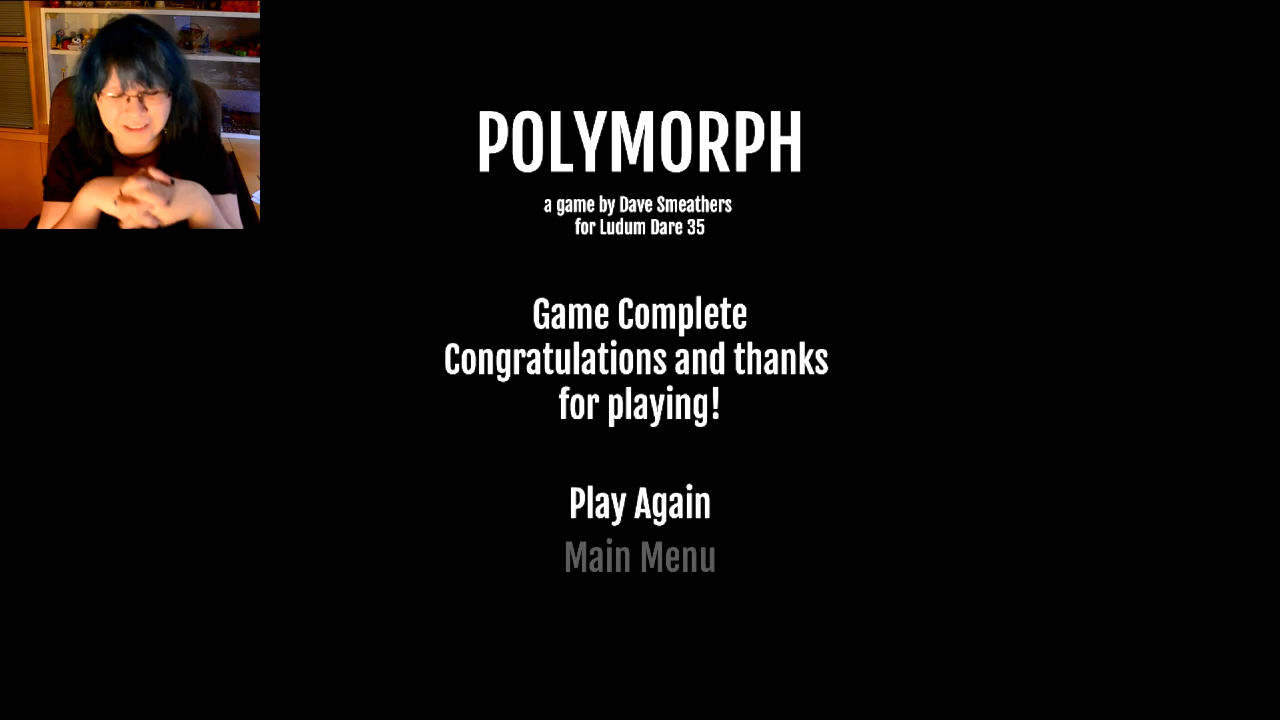 POLYMORPH
a game by Dave Smeathers
for Ludum Dare 35
Game Complete
Congratulations and thanks
for playing!
Play Again
Main Menu